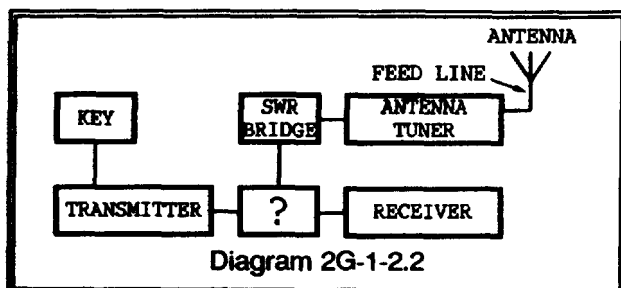 ANTENNA
FEED LINE
KEY
SWR
BRIDGE
ANTENNA
TUNER
TRANSMITTER
?
RECEIVER
Diagram 2G-1-2.2